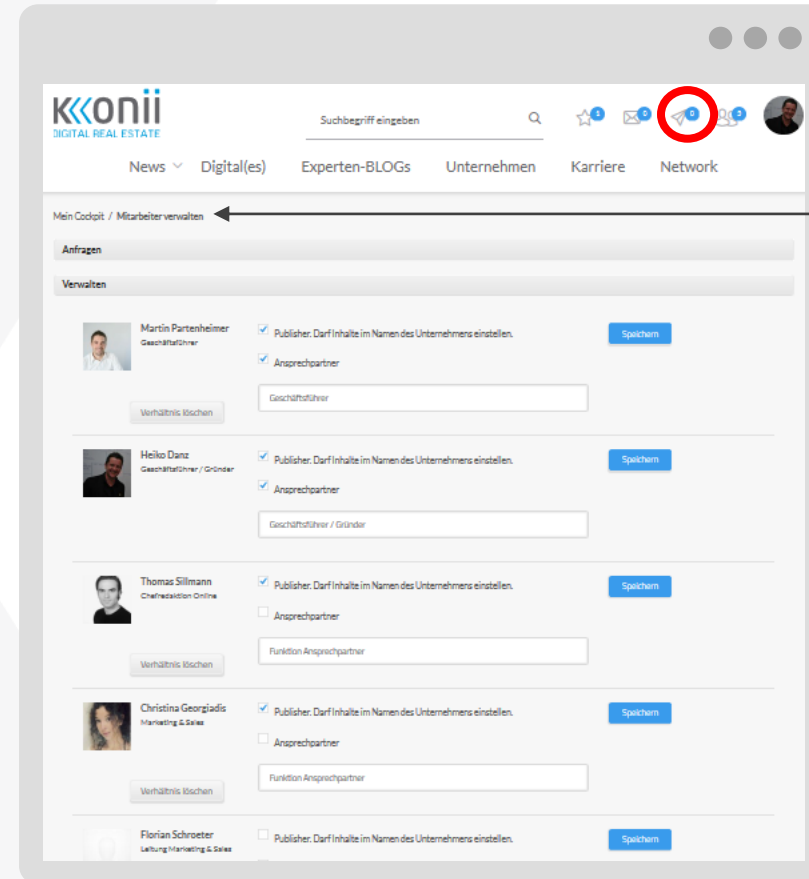 konii
DIGITAL REAL ESTATE
Suchbegriff eingeben
News Digital(es) Experten-BLOGs Unternehmen Karriere Network
Mein Cockpit / Mitarbeiter verwalten
Anfragen
Verwalten
Martin Partenheimer
Geschäftsführer
Publisher. Darf Inhalte im Namen des Unternehmens einstellen.
Speichern
Ansprechpartner
Geschäftsführer
Verhältnis löschen
Heiko Danz
Geschäftsführer / Gründer
Publisher. Darf Inhalte im Namen des Unternehmens einstellen.
Speichern
Ansprechpartner
Geschäftsführer / Gründer
Thomas Sillmann
Chefredaktion Online
Publisher. Darf Inhalte im Namen des Unternehmens einstellen.
Speichern
Ansprechpartner
Funktion Ansprechpartner
Verhältnis löschen
Christina Georgiadis
Marketing & Sales
Publisher. Darf Inhalte im Namen des Unternehmens einstellen.
Speichern
Ansprechpartner
Funktion Ansprechpartner
Verhältnis löschen
Florian Schroeter
Leitung Marketing & Sales
Publisher. Darf Inhalte im Namen des Unternehmens einstellen.
Speichern